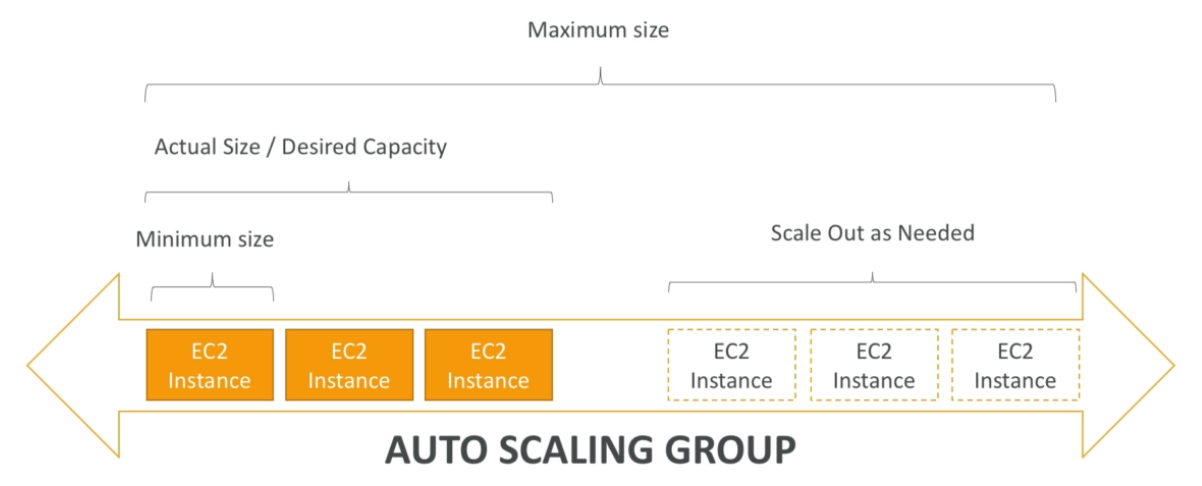 Maximum size
Actual Size / Desired Capacity
Minimum size
Scale Out as Needed
EC2
Instance
EC2
Instance
EC2
Instance
EC2
Instance
EC2
Instance
EC2
Instance
AUTO SCALING GROUP